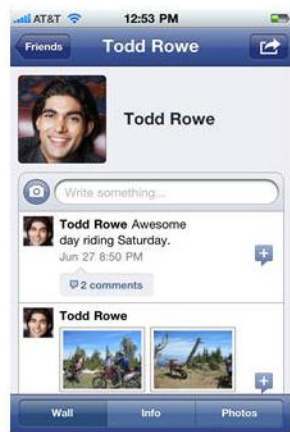 AT&T 12:53 PM
Friends Todd Rowe
Todd Rowe
Write something...
Todd Rowe Awesome
day riding Saturday.
Jun 27 8:50 PM
2 comments
Todd Rowe
Wall Info Photos